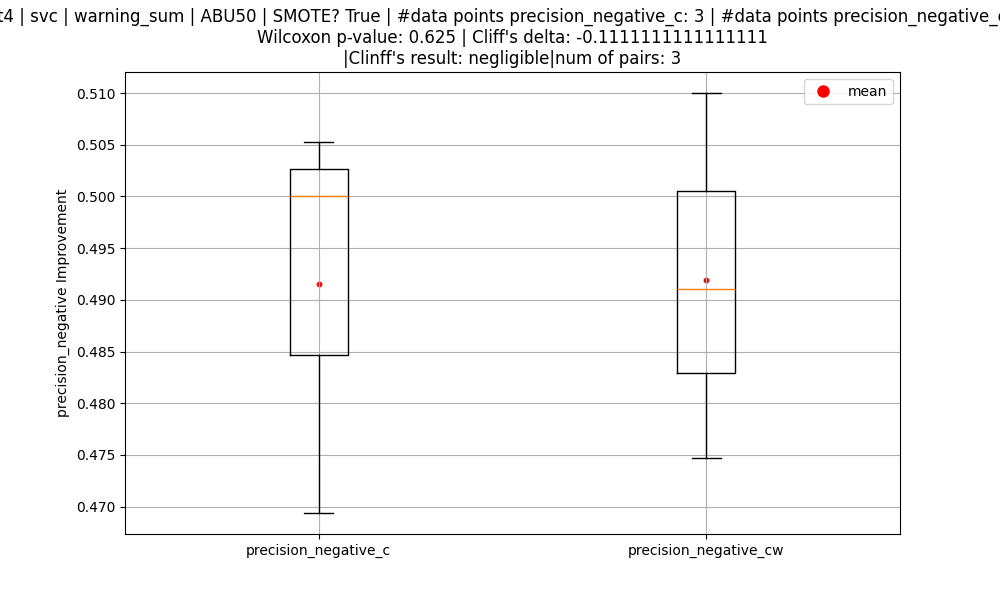 t4 | svc | warning_sum | ABU50 | SMOTE? True | #data points precision_negative_c: 3 | #data points precision_negative_c
Wilcoxon p-value: 0.625 | Cliff's delta: -0.1111111111111111
|Clinff's result: negligible|num of pairs: 3
mean
0.510
0.505
0.500
0.495
0.490
0.485
0.480
0.475
0.470
precision_negative Improvement
precision_negative_c
precision_negative_cw